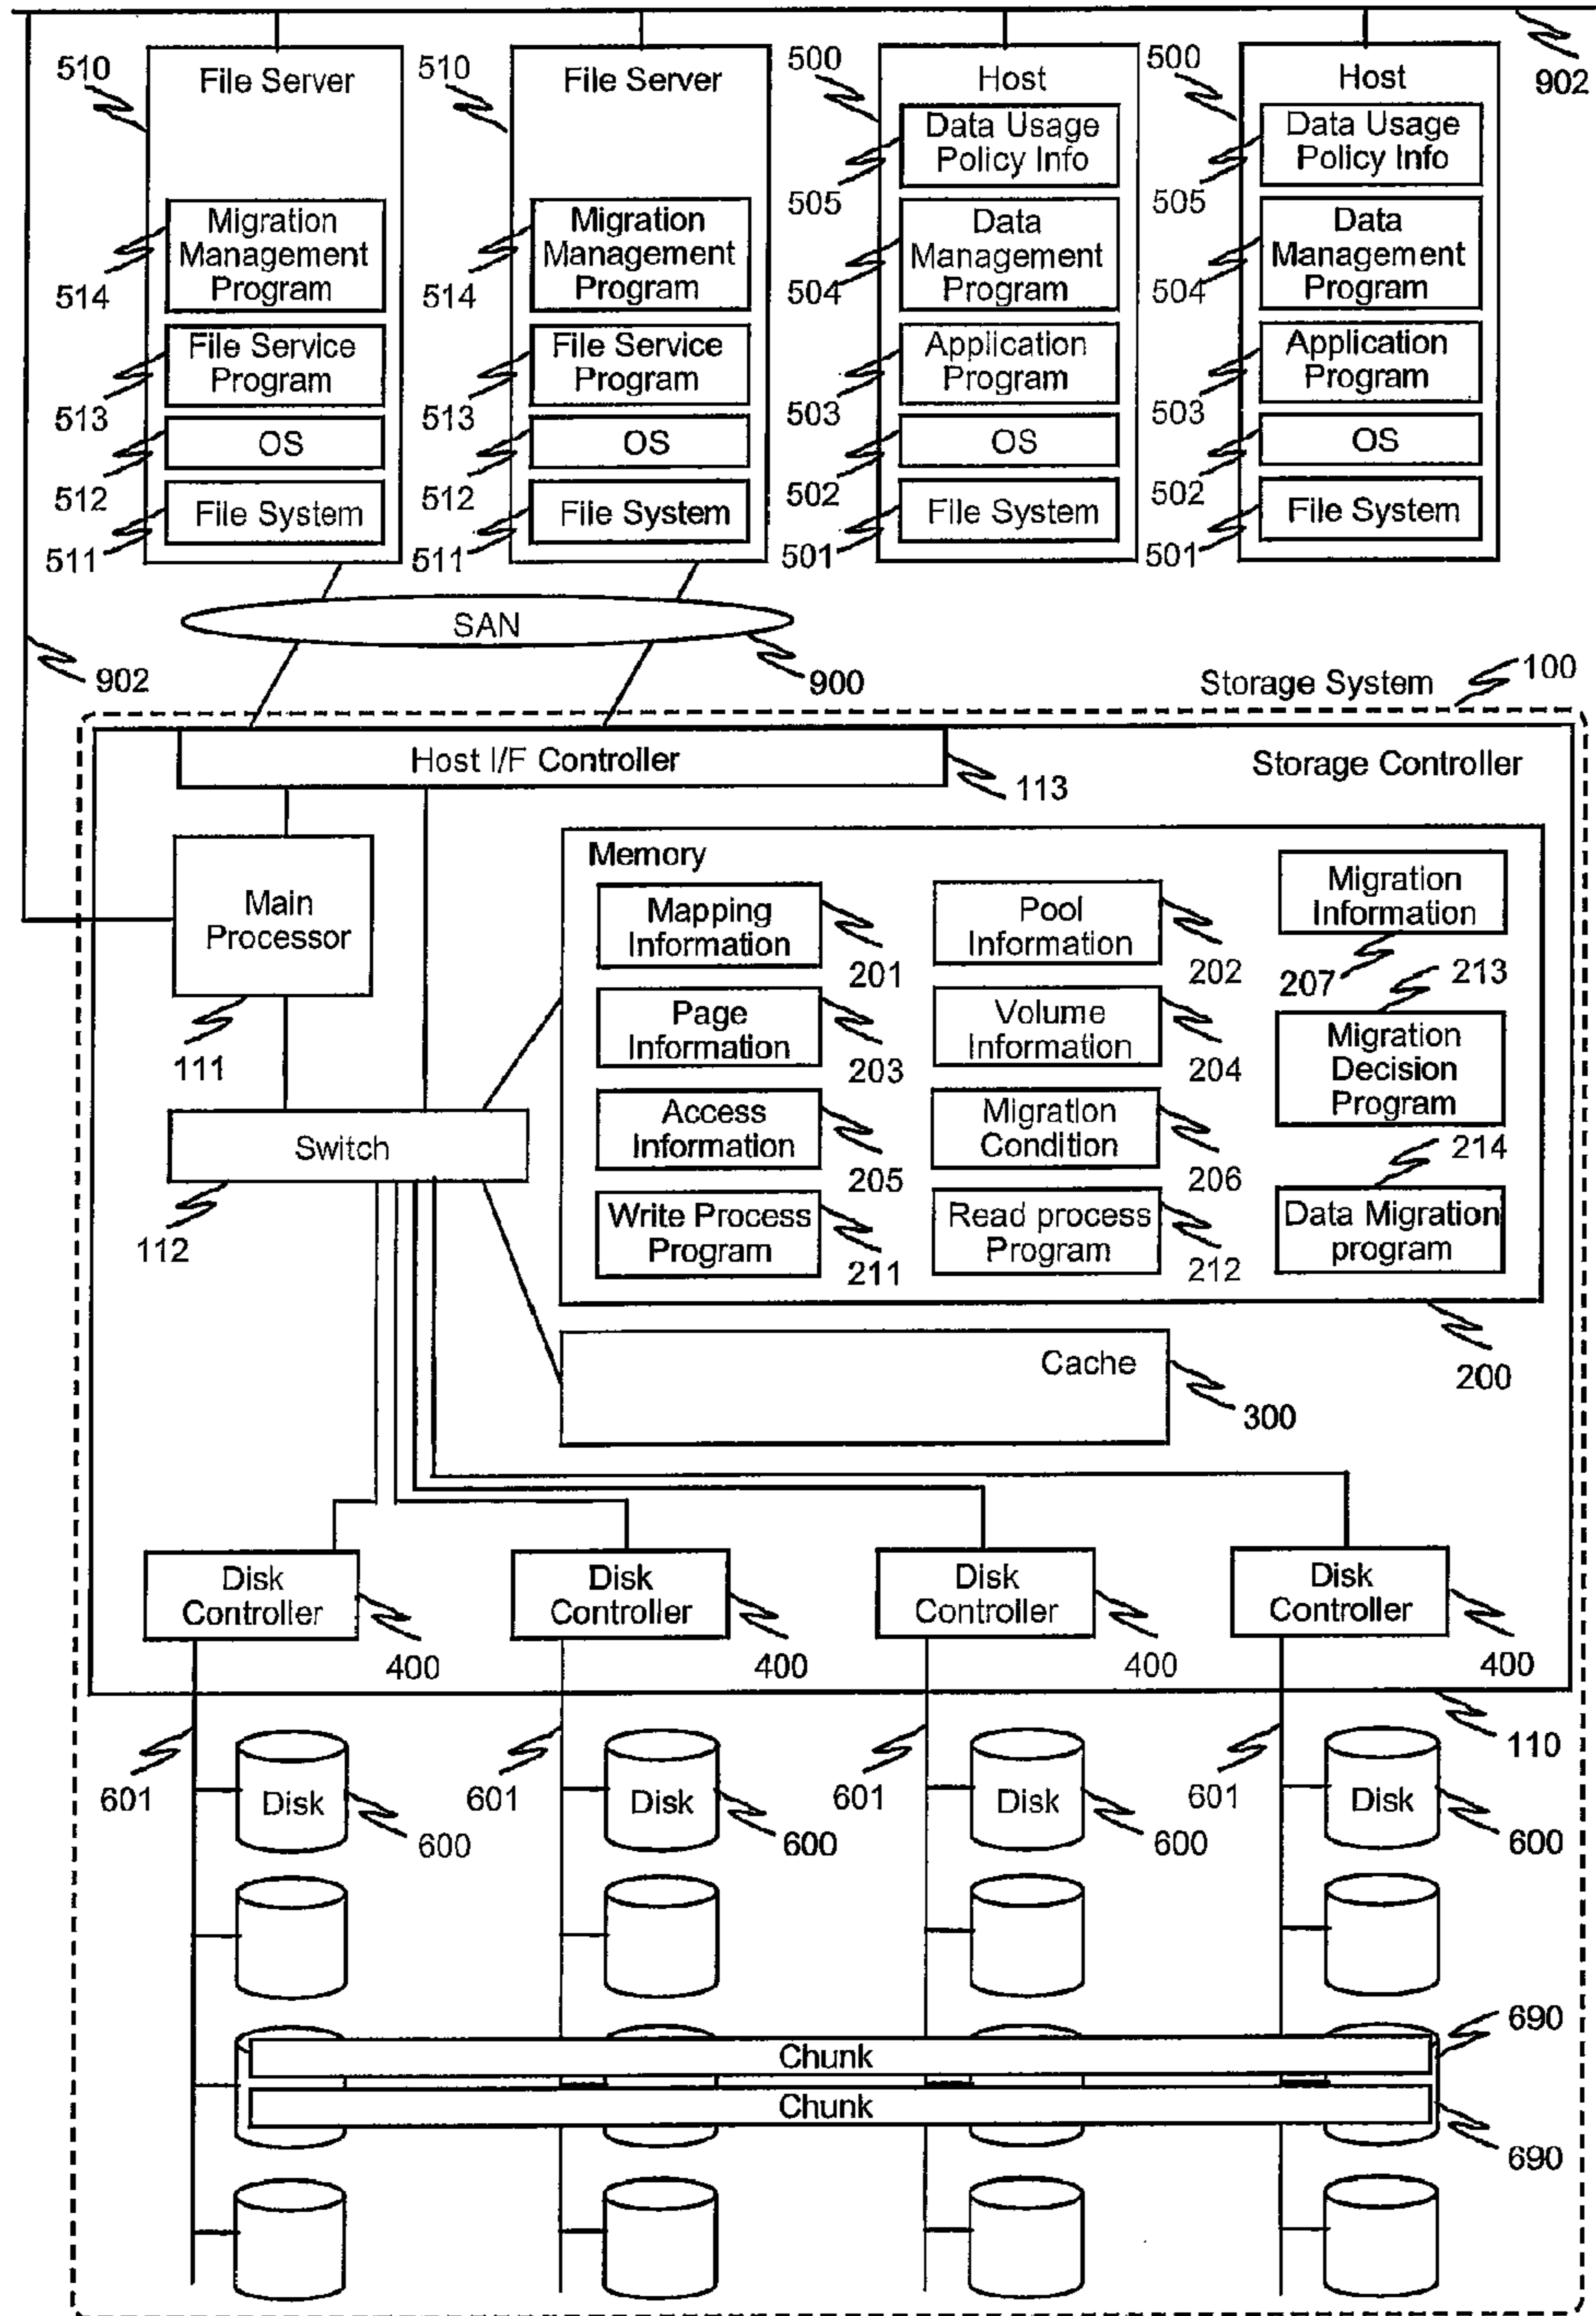 902
510
File Server
Migration
Management
Program
514
File Service
Program
513
OS
512
File System
511
510
File Server
Migration
Management
Program
514
File Service
Program
513
OS
512
File System
511
500
Host
Data Usage
Policy Info
505
Data
Management
Program
504
Application
Program
503
OS
502
File System
501
500
Host
Data Usage
Policy Info
505
Data
Management
Program
504
Application
Program
503
OS
502
File System
501
SAN
902
900
Storage System
100
Host I/F Controller
113
Storage Controller
Main
Processor
111
Memory
Mapping
Information
201
Pool
Information
202
Migration
Information
207
213
Page
Information
203
Volume
Information
204
Migration
Decision
Program
Access
Information
205
Migration
Condition
206
214
Write Process
Program
211
Read process
Program
212
Data Migration
program
Switch
112
200
Cache
300
Disk
Controller
400
Disk
Controller
400
Disk
Controller
400
Disk
Controller
400
110
601
Disk
600
601
Disk
600
601
Disk
600
601
Disk
600
690
Chunk
Chunk
690